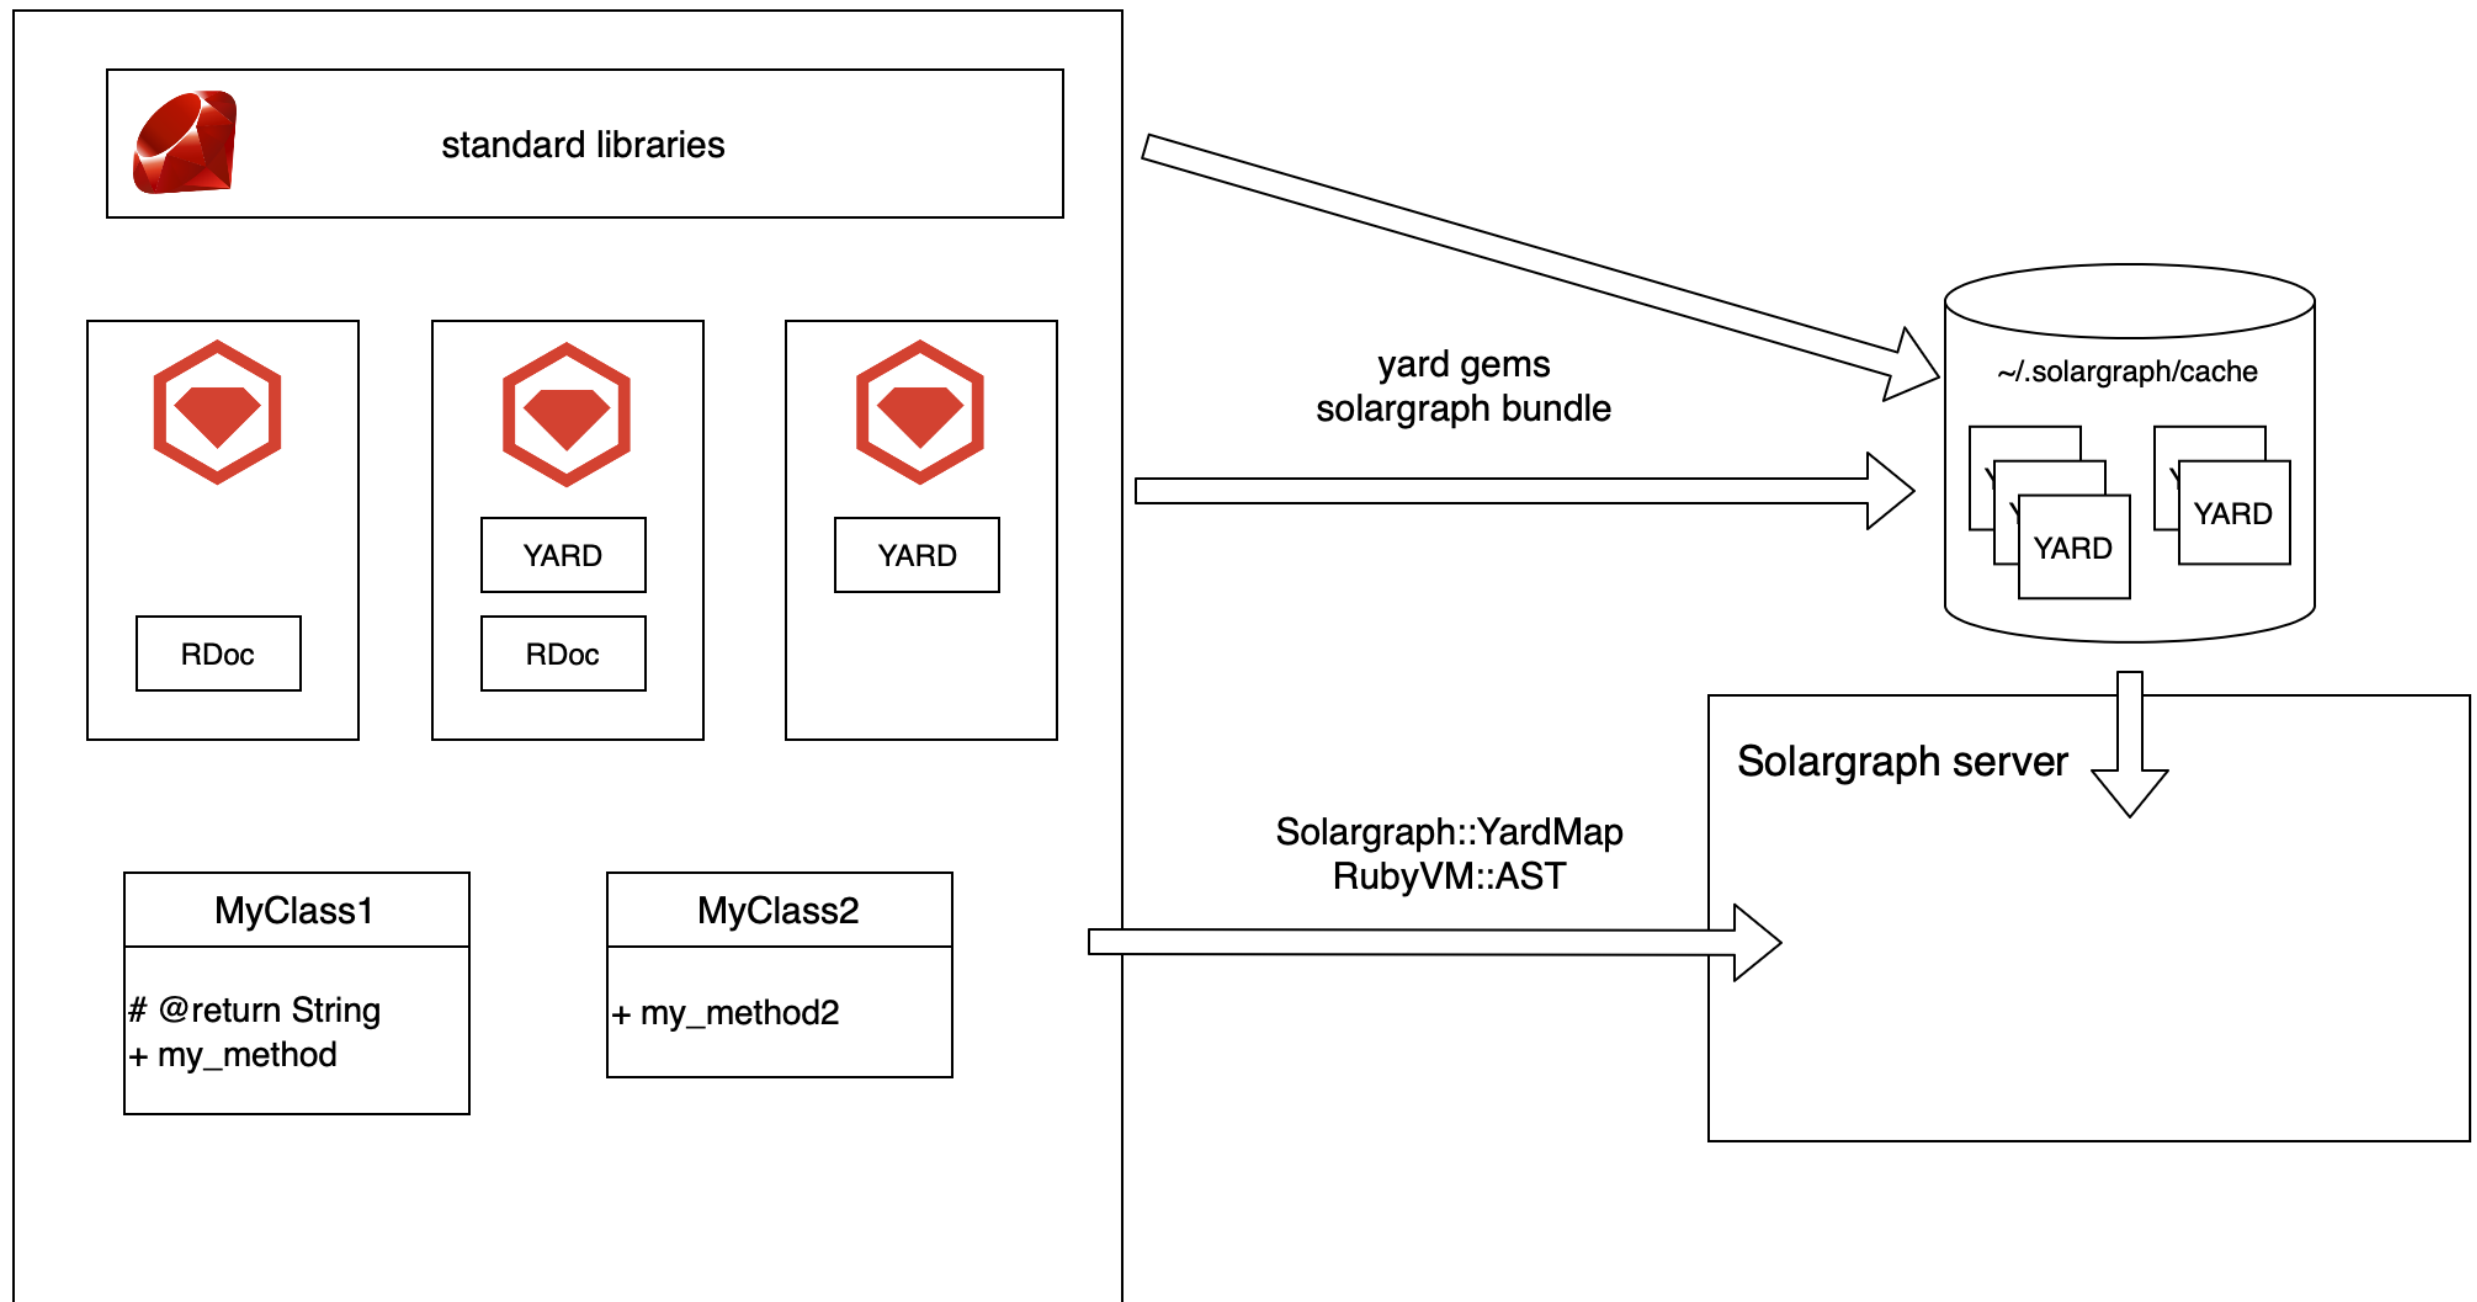 standard libraries
YARD
RDoc
YARD
RDoc
MyClass1
# @return String
+ my_method
MyClass2
+ my_method2
yard gems
solargraph bundle
~/.solargraph/cache
YARD
YARD
Solargraph::YardMap
RubyVM::AST
Solargraph server